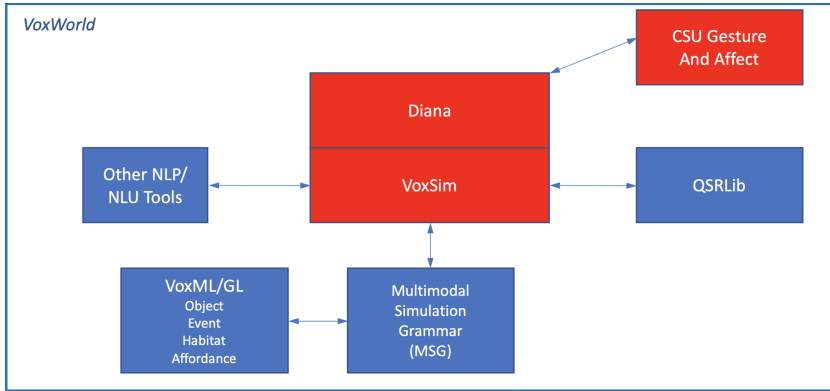 VoxWorld
CSU Gesture
And Affect
Diana
Other NLP/
NLU Tools
VoxSim
QSRLib
VoxML/GL
Object
Event
Habitat
Affordance
Multimodal
Simulation
Grammar
(MSG)